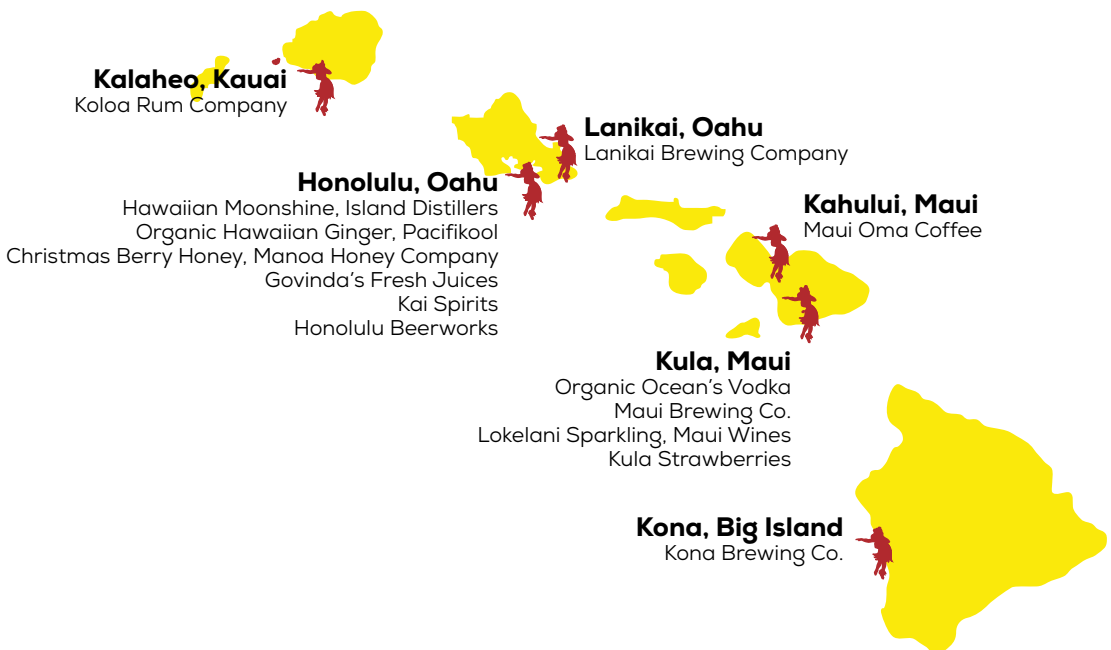 Kalaheo, Kauai
Koloa Rum Company
Lanikai, Oahu
Lanikai Brewing Company
Honolulu, Oahu
Hawaiian Moonshine, Island Distillers
Organic Hawaiian Ginger, Pacifikool
Christmas Berry Honey, Manoa Honey Company
Govinda’s Fresh Juices
Kai Spirits
Honolulu Beerworks
Kahului, Maui
Maui Oma Coffee
Kula, Maui
Organic Ocean’s Vodka
Maui Brewing Co.
Lokelani Sparkling, Maui Wines
Kula Strawberries
Kona, Big Island
Kona Brewing Co.